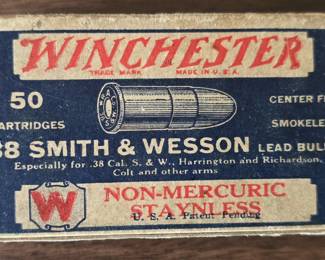 WINCHESTER
TRADE MARK MADE IN U.S.A.
50
CENTER F
ARTRIDGES
SMOKELE
38 SMITH & WESSON LEAD BULL
Especially for .38 Cal. S. & W., Harrington and Richardson,
Colt and other arms
W
NON-MERCURIC
STAYNLESS
U. S. A. Patent Pending